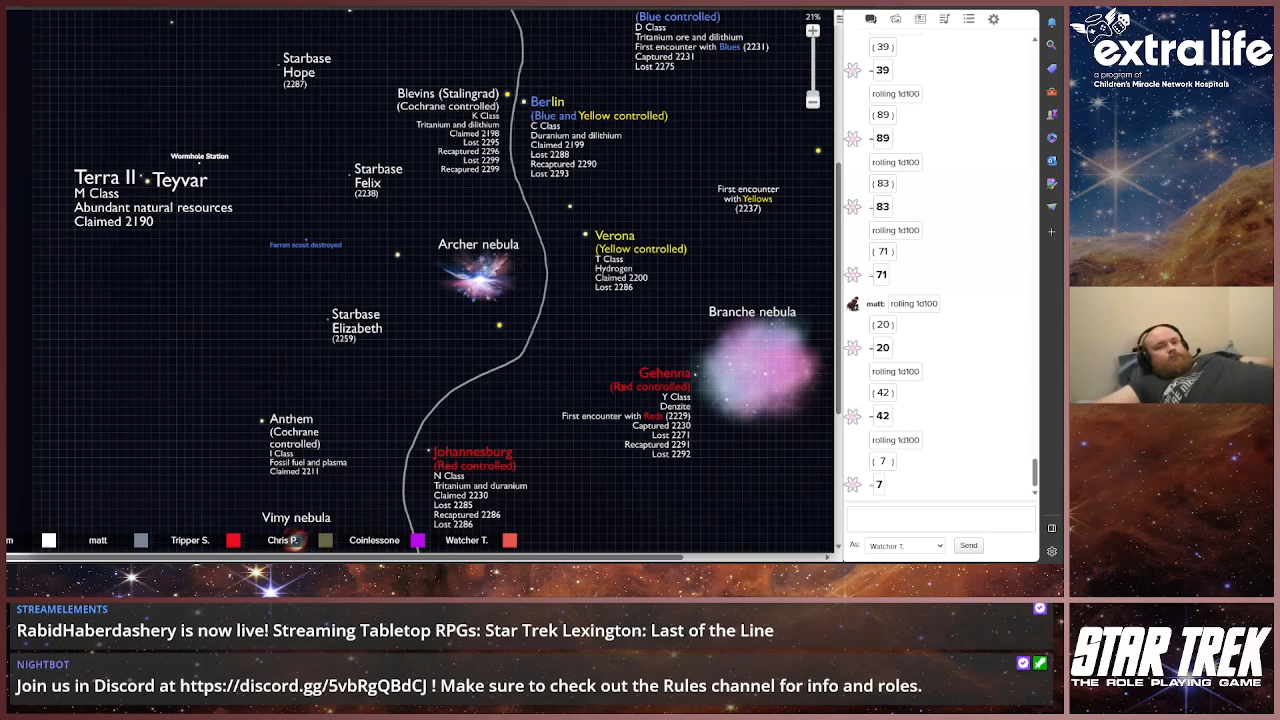 (Blue controlled)
D Class
Tritanium ore and dilithium
First encounter with Blues (2231)
Captured 2231
Lost 2275
21%
Starbase
Hope
(2287)
Blevins (Stalingrad)
(Cochrane controlled)
K Class
Tritanium and dilithium
Claimed 2198
Lost 2295
Recaptured 2296
Lost 2299
Recaptured 2299
Berlin
(Blue and Yellow controlled)
C Class
Duranium and dilithium
Claimed 2199
Lost 2288
Recaptured 2290
Lost 2293
Wormhole Station
Terra II
Teyvar
M Class
Abundant natural resources
Claimed 2190
Starbase
Felix
(2238)
First encounter
with Yellows
(2237)
Farran scout destroyed
Archer nebula
Verona
(Yellow controlled)
T Class
Hydrogen
Claimed 2200
Lost 2286
Starbase
Elizabeth
(2259)
Branche nebula
Gehenna
(Red controlled)
Y Class
Denzite
First encounter with Reds (2229)
Captured 2230
Lost 2271
Recaptured 2291
Lost 2292
Anthem
(Cochrane
controlled)
I Class
Fossil fuel and plasma
Claimed 2211
Johannesburg
(Red controlled)
N Class
Tritanium and duranium
Claimed 2230
Lost 2285
Recaptured 2286
Lost 2286
Vimy nebula
m
matt
Tripper S.
Chris P.
Coinlessone
Watcher T.
( 39 )
= 39
rolling 1d100
( 89 )
= 89
rolling 1d100
( 83 )
= 83
rolling 1d100
( 71 )
= 71
matt: rolling 1d100
( 20 )
= 20
rolling 1d100
( 42 )
= 42
rolling 1d100
( 7 )
= 7
As: Watcher T. Send
extra life
a program of
Children's Miracle Network Hospitals
STREAMELEMENTS
RabidHaberdashery is now live! Streaming Tabletop RPGs: Star Trek Lexington: Last of the Line
NIGHTBOT
Join us in Discord at https://discord.gg/5vbRgQBdCJ ! Make sure to check out the Rules channel for info and roles.
STAR TREK
THE ROLE PLAYING GAME